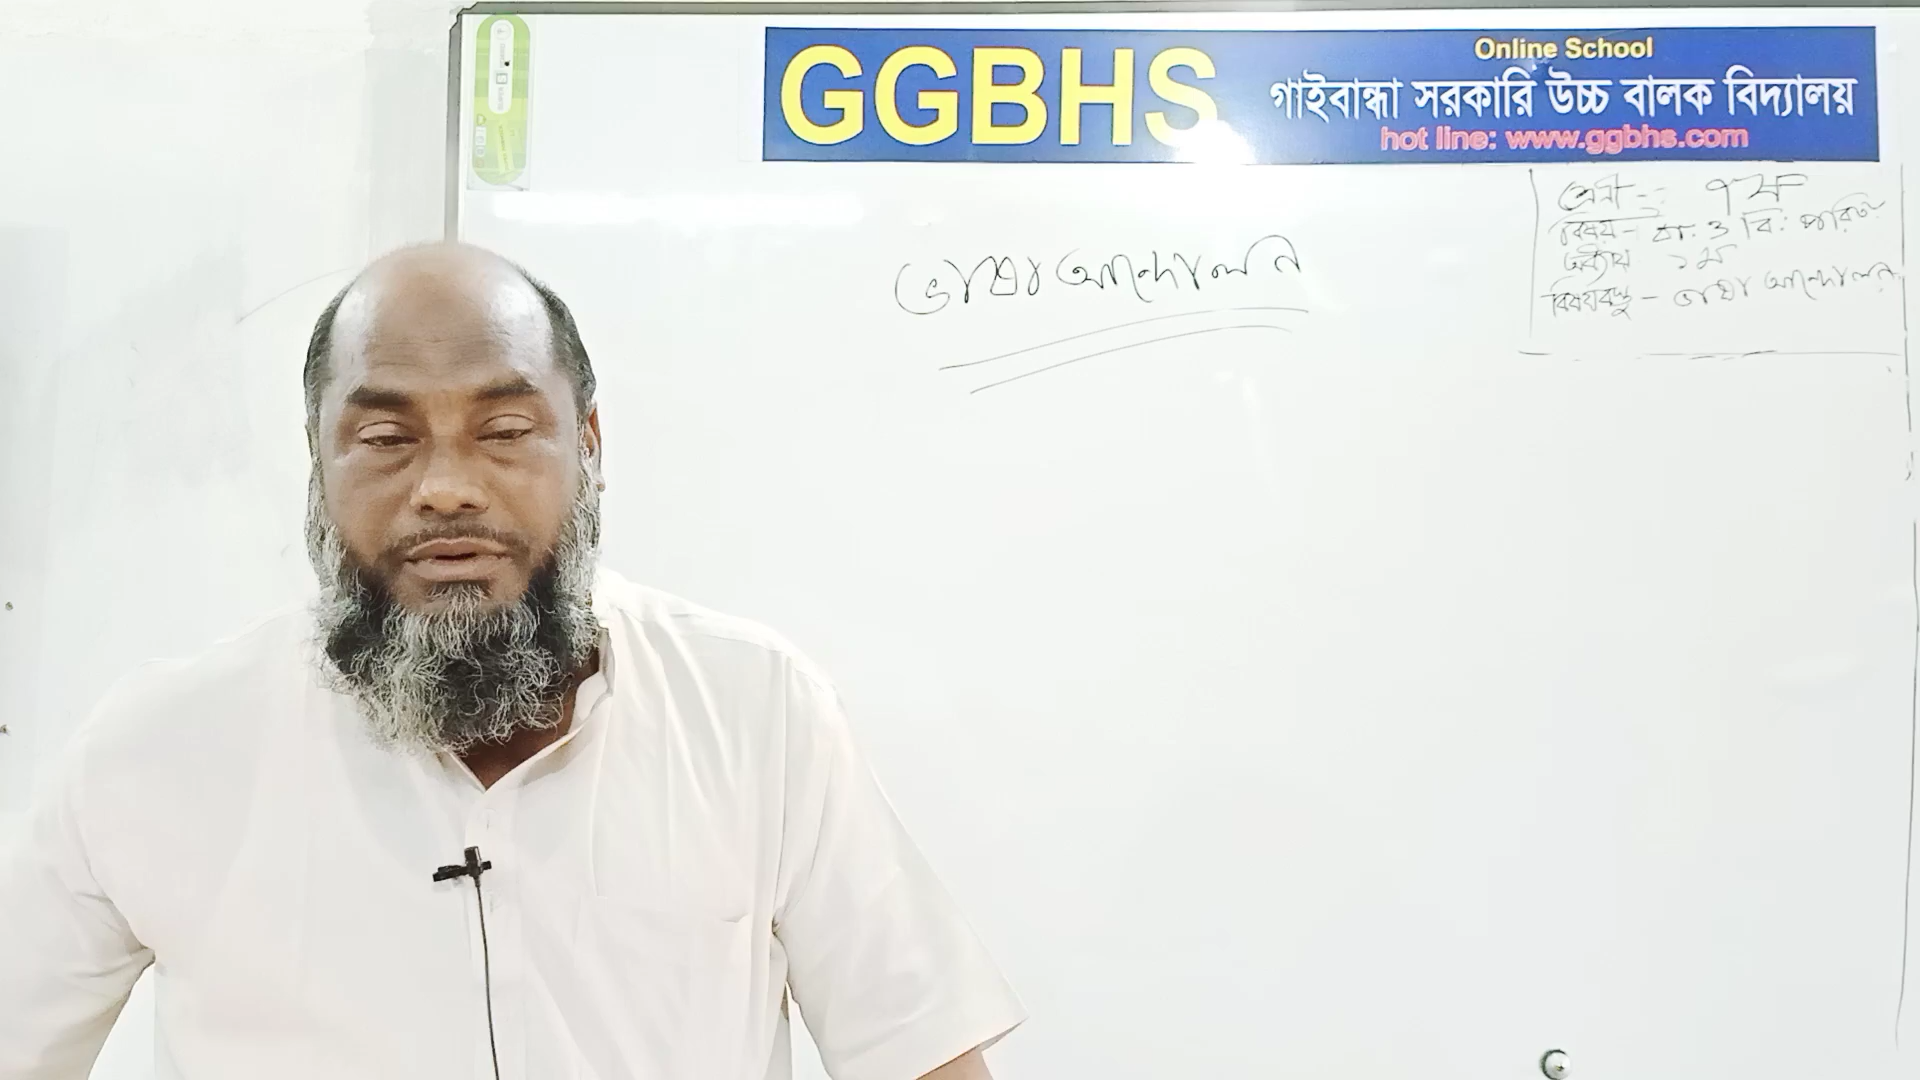 GGBHS
Online School
গাইবান্ধা সরকারি উচ্চ বালক বিদ্যালয়
hot line: www.ggbhs.com
শ্রেণী - ৭ম
বিষয় - বা: ও বি: পরিচয়
অধ্যায় ১ম
বিষয়বস্তু - ভাষা আন্দোলন
ভাষা আন্দোলন